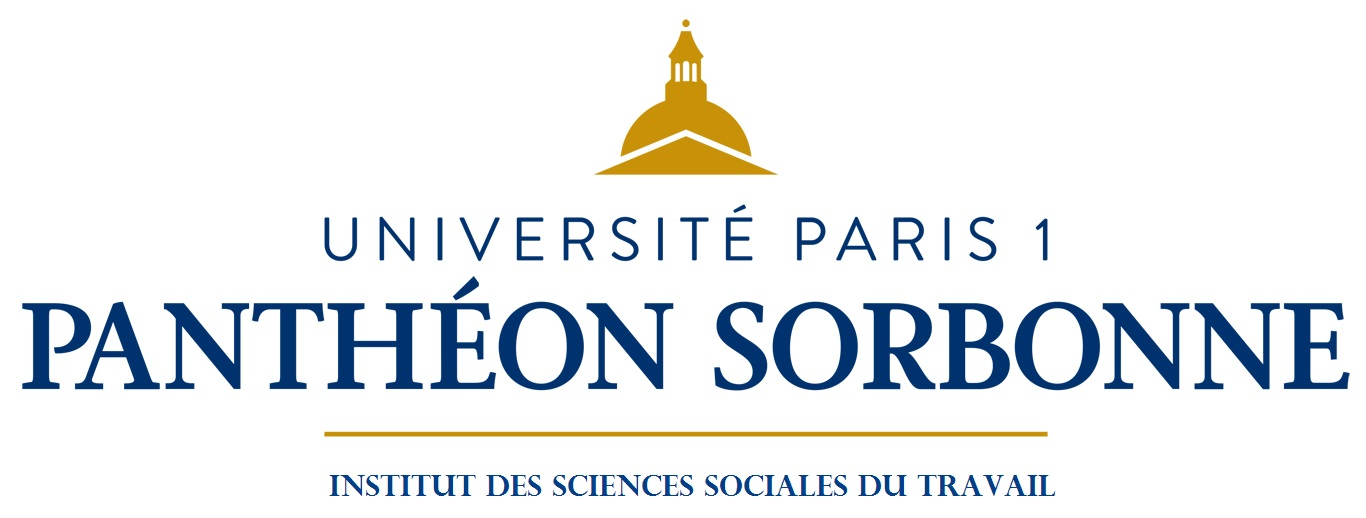 UNIVERSITÉ PARIS 1
PANTHÉON SORBONNE
INSTITUT DES SCIENCES SOCIALES DU TRAVAIL